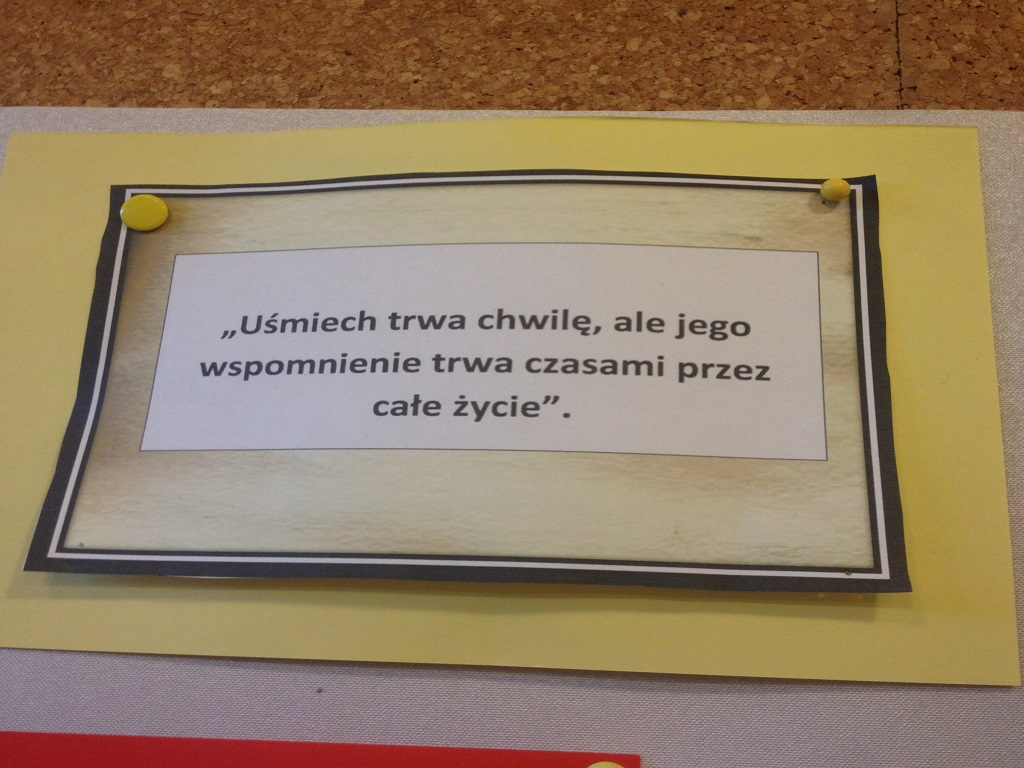 „Uśmiech trwa chwilę, ale jego
wspomnienie trwa czasami przez
całe życie”.